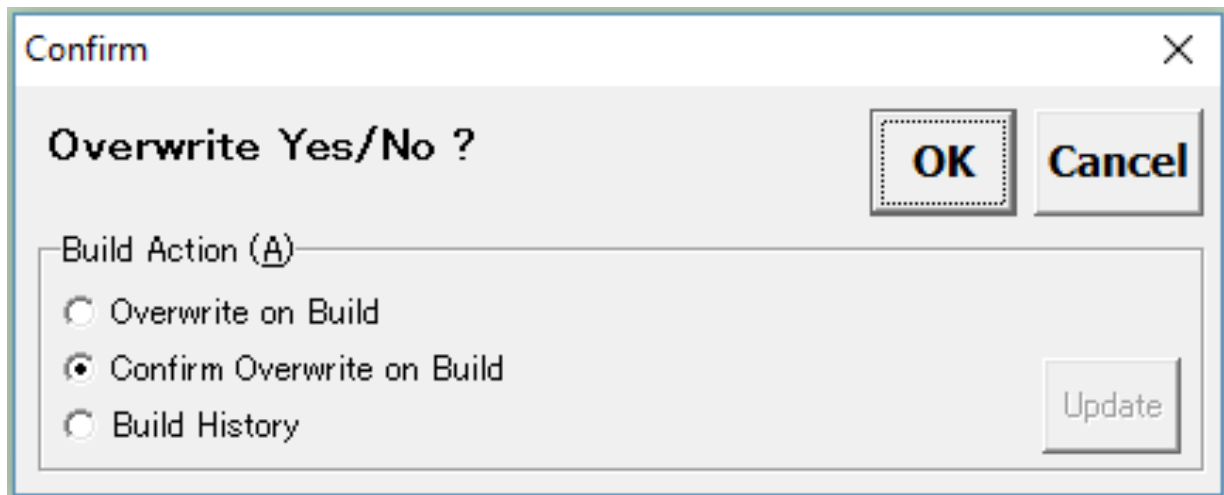 Confirm
Overwrite Yes/No ?
OK
Cancel
Build Action (A)
Overwrite on Build
Confirm Overwrite on Build
Build History
Update